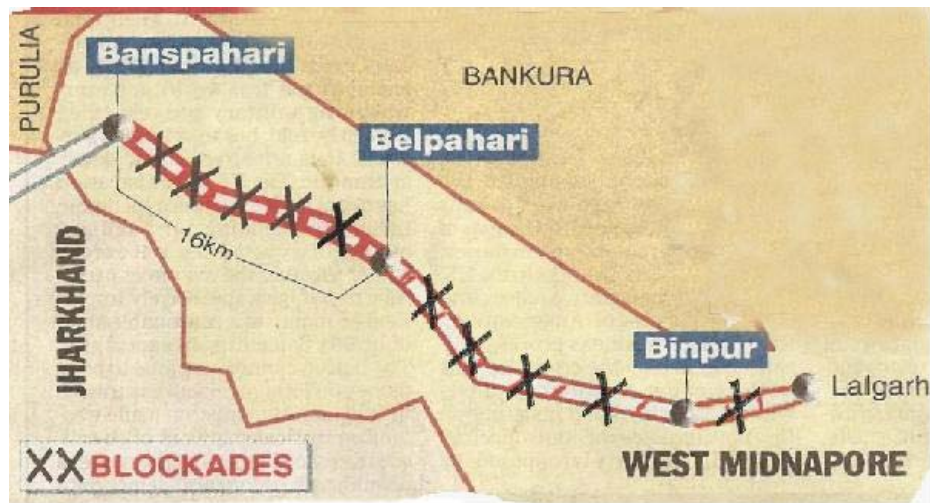 PURULIA
Banspahari
BANKURA
Belpahari
16km
JHARKHAND
Binpur
Lalgarh
XX BLOCKADES
WEST MIDNAPORE